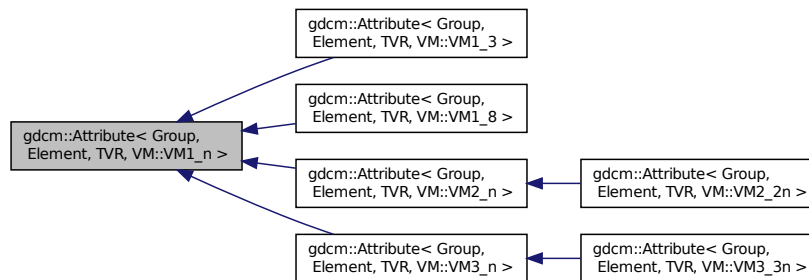 gdcm::Attribute< Group,
Element, TVR, VM::VM1_3 >
gdcm::Attribute< Group,
Element, TVR, VM::VM1_8 >
gdcm::Attribute< Group,
Element, TVR, VM::VM1_n >
gdcm::Attribute< Group,
Element, TVR, VM::VM2_n >
gdcm::Attribute< Group,
Element, TVR, VM::VM2_2n >
gdcm::Attribute< Group,
Element, TVR, VM::VM3_n >
gdcm::Attribute< Group,
Element, TVR, VM::VM3_3n >